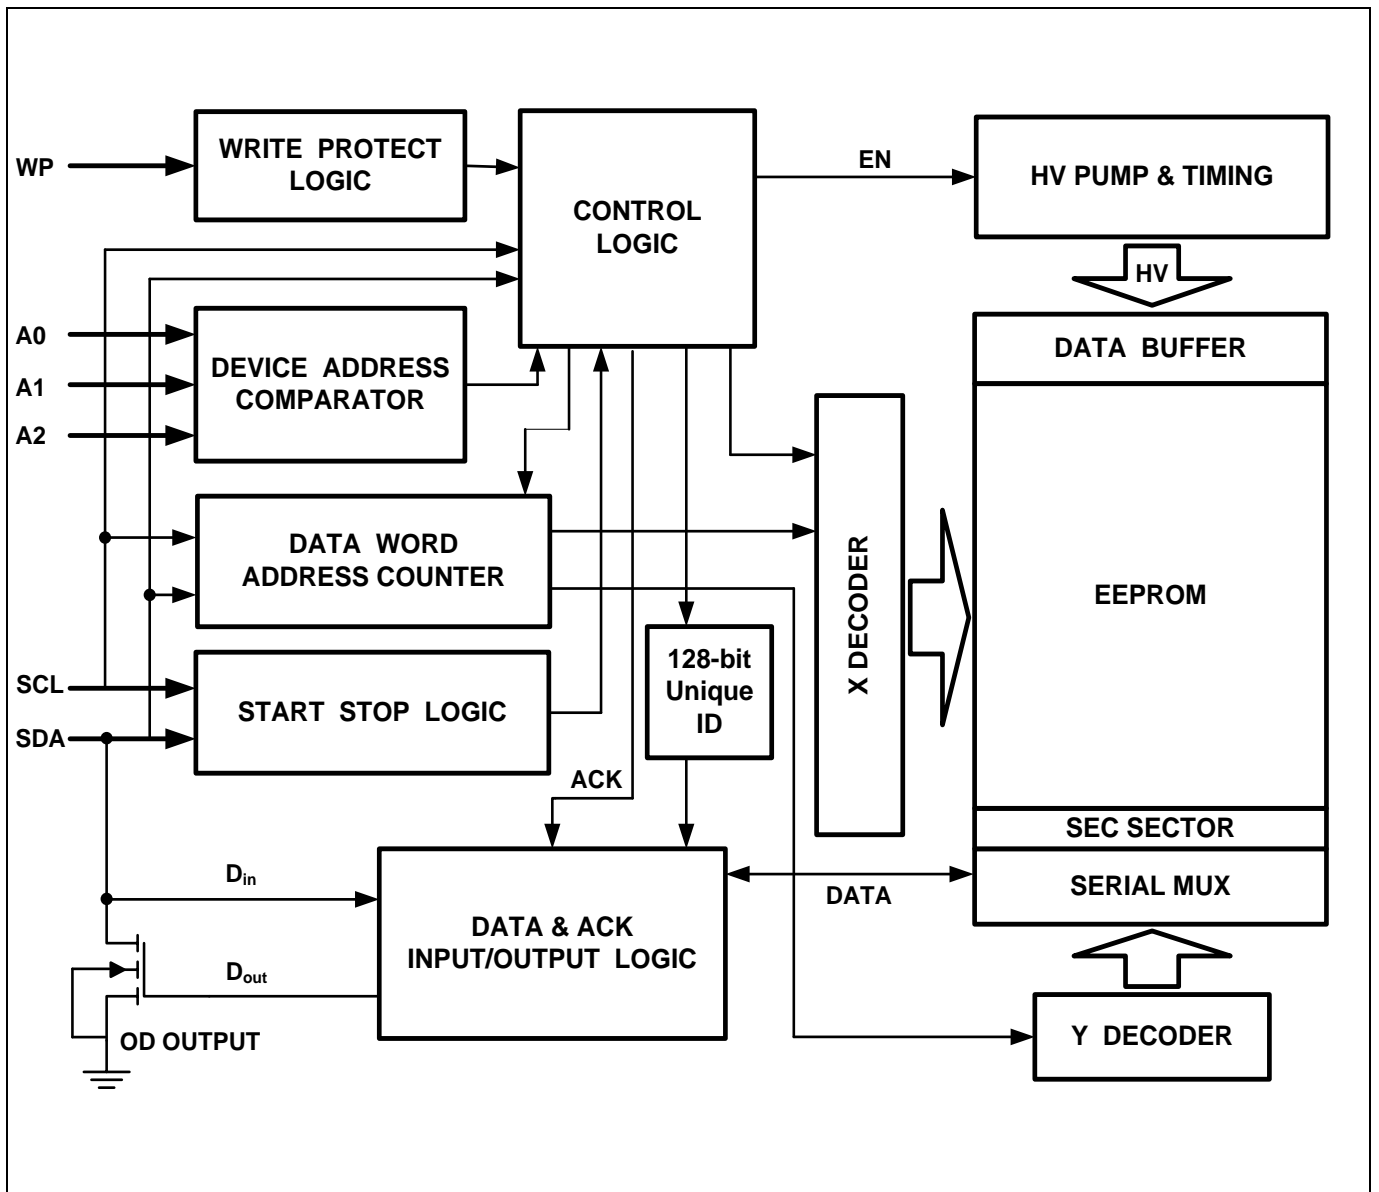 WP
WRITE PROTECT
LOGIC
CONTROL
LOGIC
EN
HV PUMP & TIMING
HV
A0
A1
A2
DEVICE ADDRESS
COMPARATOR
DATA BUFFER
DATA WORD
ADDRESS COUNTER
X DECODER
EEPROM
SCL
SDA
START STOP LOGIC
128-bit
Unique
ID
ACK
SEC SECTOR
SERIAL MUX
DATA
Din
DATA & ACK
INPUT/OUTPUT LOGIC
Dout
OD OUTPUT
Y DECODER